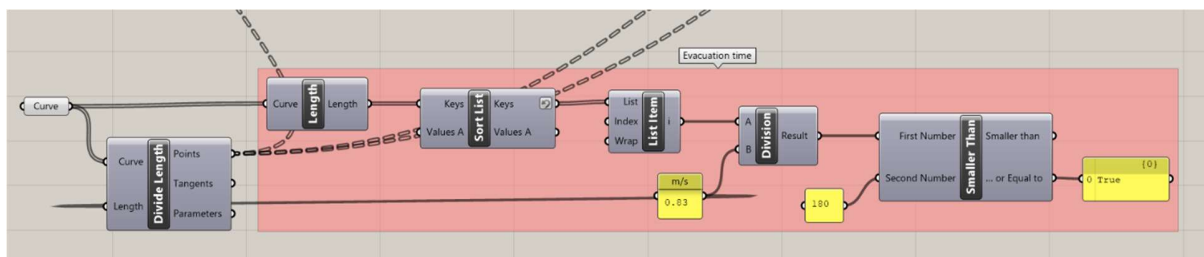 Evacuation time
Curve
Curve Length Length
Keys Sort List Keys
Values A Values A
List List Item i
Index
Wrap
A Division Result
B
First Number Smaller Than Smaller than
Second Number ... or Equal to
{0}
0 True
Curve Divide Length Points
Tangents
Length Parameters
m/s
0.83
180